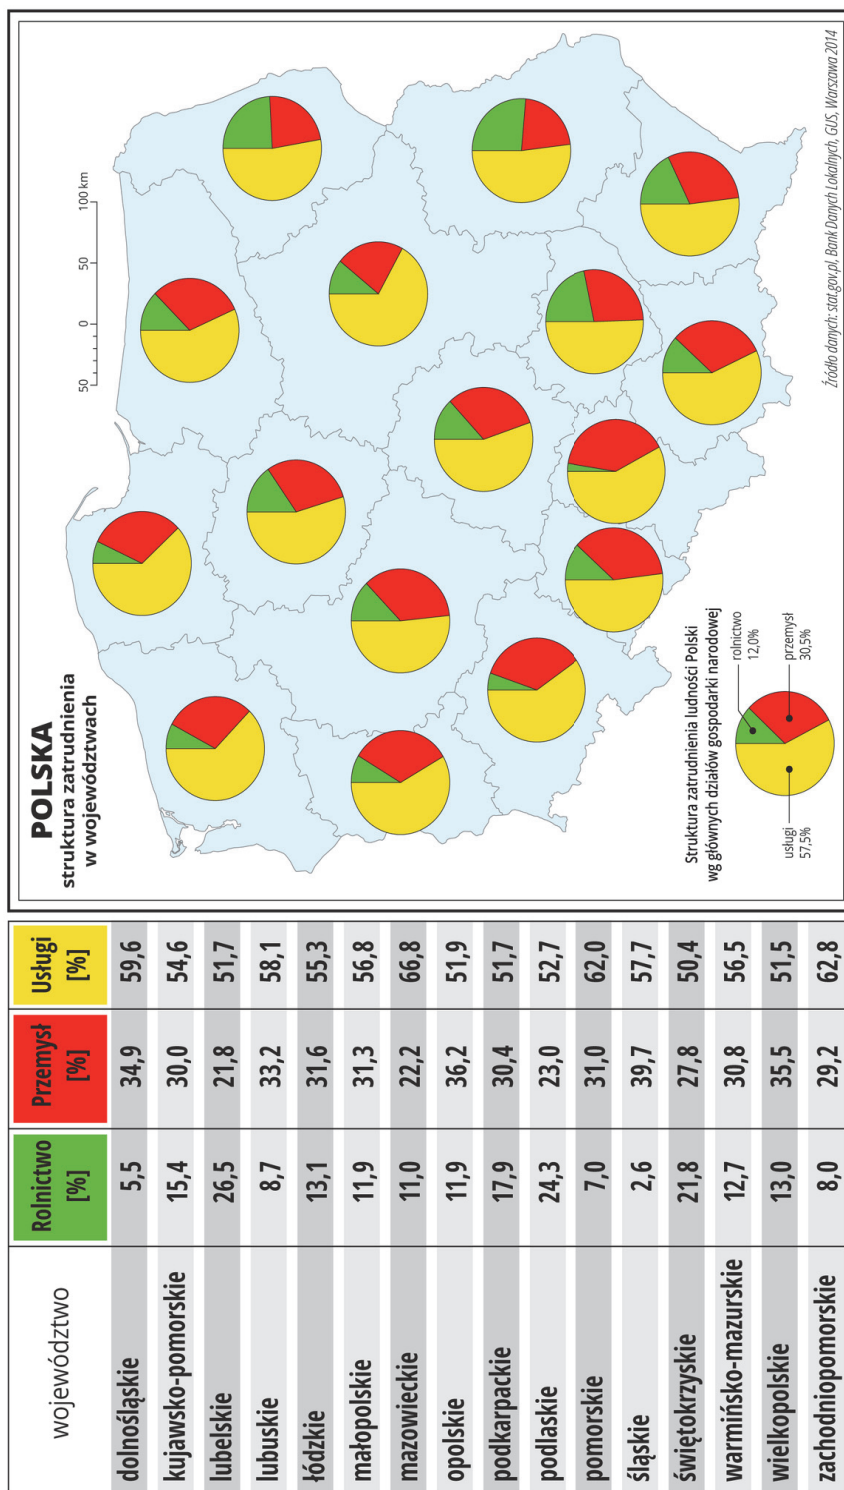 POLSKA
struktura zatrudnienia
w województwach
50 0 50 100 km
Struktura zatrudnienia ludności Polski
wg głównych działów gospodarki narodowej
rolnictwo
12,0%
usługi
57,5%
przemysł
30,5%
Źródło danych: stat.gov.pl, Bank Danych Lokalnych, GUS, Warszawa 2014
województwo Rolnictwo [%] Przemysł [%] Usługi [%]
dolnośląskie 5,5 34,9 59,6
kujawsko-pomorskie 15,4 30,0 54,6
lubelskie 26,5 21,8 51,7
lubuskie 8,7 33,2 58,1
łódzkie 13,1 31,6 55,3
małopolskie 11,9 31,3 56,8
mazowieckie 11,0 22,2 66,8
opolskie 11,9 36,2 51,9
podkarpackie 17,9 30,4 51,7
podlaskie 24,3 23,0 52,7
pomorskie 7,0 31,0 62,0
śląskie 2,6 39,7 57,7
świętokrzyskie 21,8 27,8 50,4
warmińsko-mazurskie 12,7 30,8 56,5
wielkopolskie 13,0 35,5 51,5
zachodniopomorskie 8,0 29,2 62,8